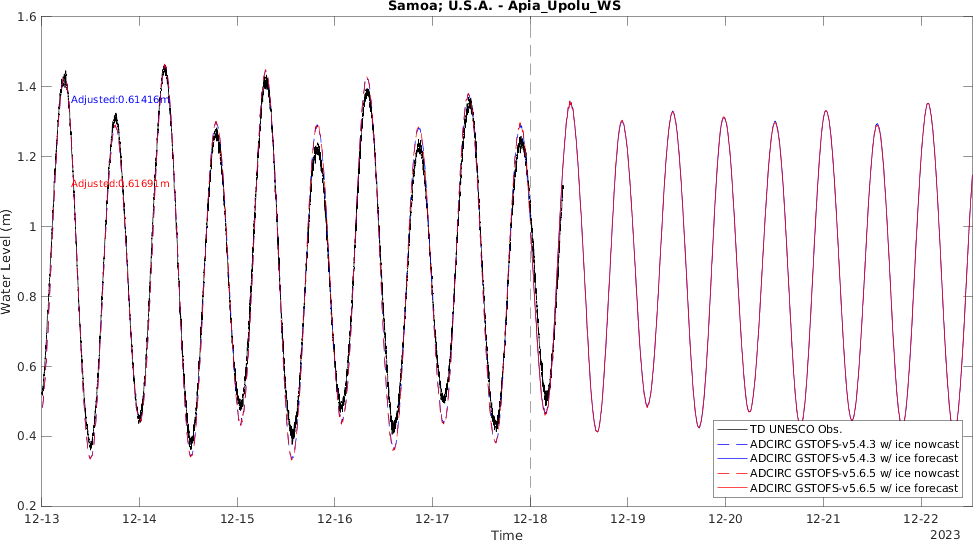 Samoa; U.S.A. - Apia_Upolu_WS
1.6
1.4
1.2
1
0.8
0.6
0.4
0.2
Water Level (m)
Adjusted:0.61416m
Adjusted:0.61691m
TD UNESCO Obs.
ADCIRC GSTOFS-v5.4.3 w/ ice nowcast
ADCIRC GSTOFS-v5.4.3 w/ ice forecast
ADCIRC GSTOFS-v5.6.5 w/ ice nowcast
ADCIRC GSTOFS-v5.6.5 w/ ice forecast
12-13 12-14 12-15 12-16 12-17 12-18 12-19 12-20 12-21 12-22
Time
2023